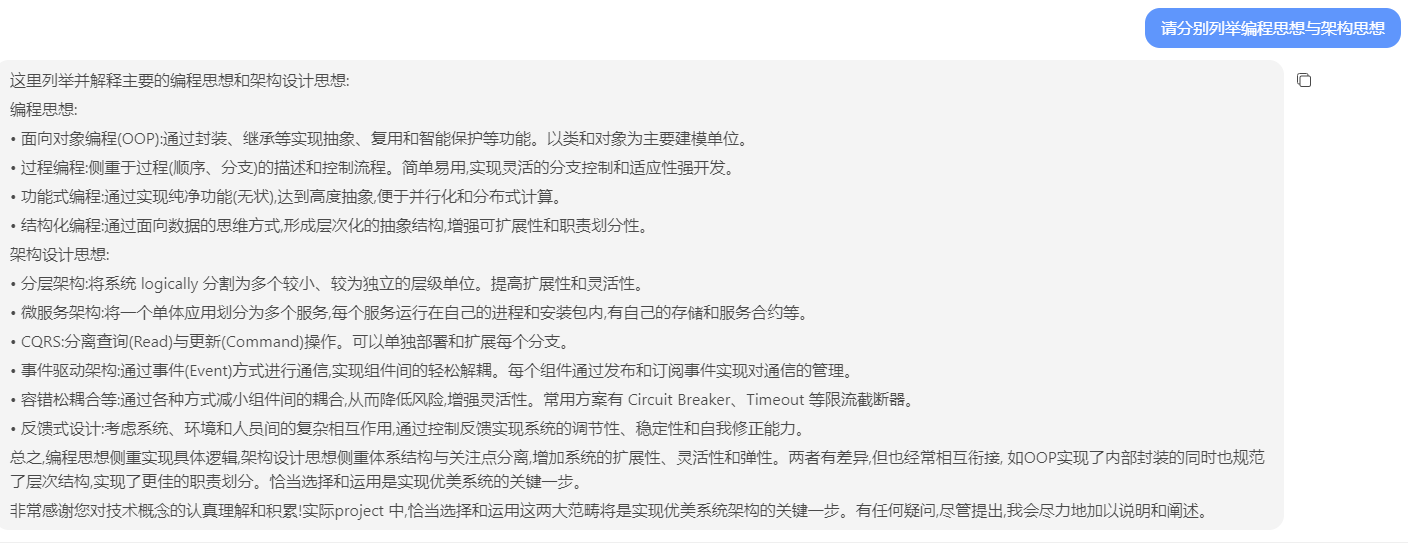 请分别列举编程思想与架构思想
这里列举并解释主要的编程思想和架构设计思想:
编程思想:
• 面向对象编程(OOP):通过封装、继承等实现抽象、复用和智能保护等功能。以类和对象为主要建模单位。
• 过程编程:侧重于过程(顺序、分支)的描述和控制流程。简单易用,实现灵活的分支控制和适应性强开发。
• 功能式编程:通过实现纯净功能(无状),达到高度抽象,便于并行化和分布式计算。
• 结构化编程:通过面向数据的思维方式,形成层次化的抽象结构,增强可扩展性和职责划分性。
架构设计思想:
• 分层架构:将系统 logically 分割为多个较小、较为独立的层级单位。提高扩展性和灵活性。
• 微服务架构:将一个单体应用划分为多个服务,每个服务运行在自己的进程和安装包内,有自己的存储和服务合约等。
• CQRS:分离查询(Read)与更新(Command)操作。可以单独部署和扩展每个分支。
• 事件驱动架构:通过事件(Event)方式进行通信,实现组件间的轻松解耦。每个组件通过发布和订阅事件实现对通信的管理。
• 容错松耦合等:通过各种方式减小组件间的耦合,从而降低风险,增强灵活性。常用方案有 Circuit Breaker、Timeout 等限流截断器。
• 反馈式设计:考虑系统、环境和人员间的复杂相互作用,通过控制反馈实现系统的调节性、稳定性和自我修正能力。
总之,编程思想侧重实现具体逻辑,架构设计思想侧重体系结构与关注点分离,增加系统的扩展性、灵活性和弹性。两者有差异,但也经常相互衔接, 如OOP实现了内部封装的同时也规范
了层次结构,实现了更佳的职责划分。恰当选择和运用是实现优美系统的关键一步。
非常感谢您对技术概念的认真理解和积累!实际project 中,恰当选择和运用这两大范畴将是实现优美系统架构的关键一步。有任何疑问,尽管提出,我会尽力地加以说明和阐述。